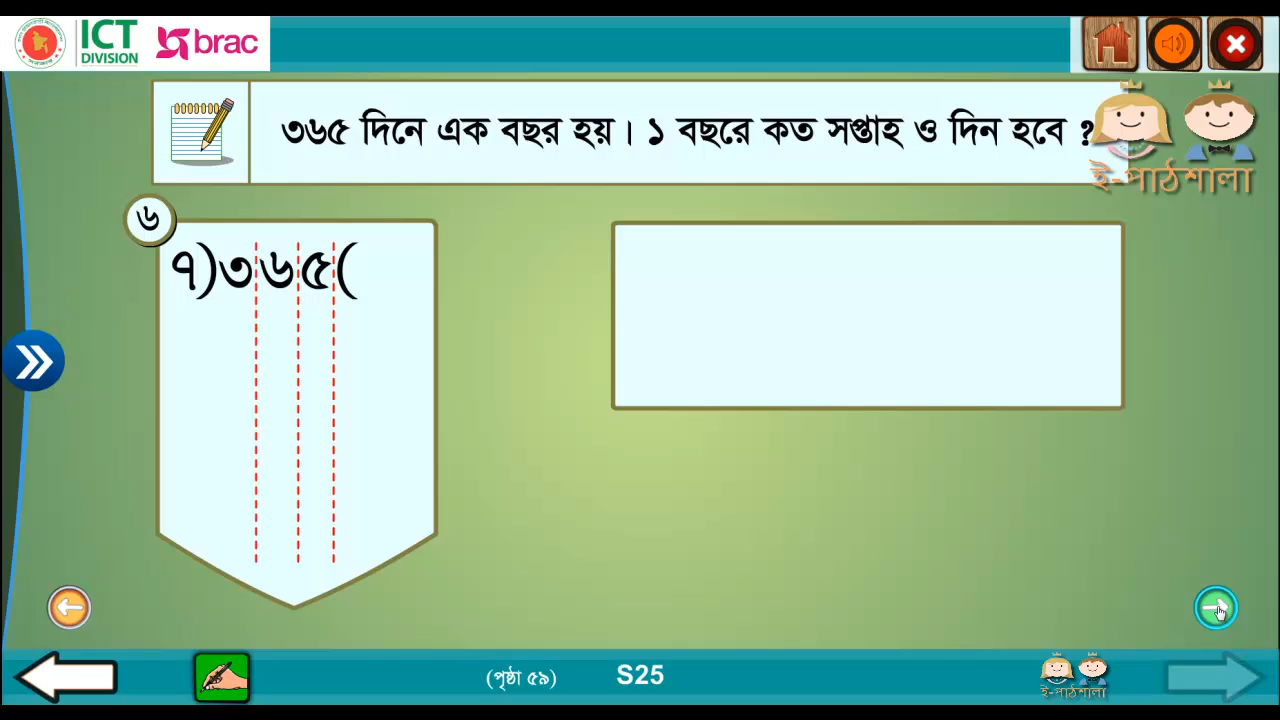 ICT
DIVISION
brac
৩৬৫ দিনে এক বছর হয়। ১ বছরে কত সপ্তাহ ও দিন হবে ?
ই-পাঠশালা
৬
৭)৩৬৫(
(পৃষ্ঠা ৫৯)
S25
ই-পাঠশালা